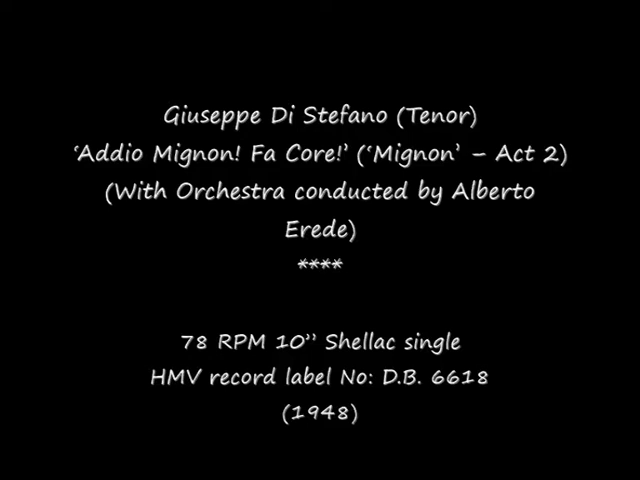 Giuseppe Di Stefano (Tenor)
‘Addio Mignon! Fa Core!’ (‘Mignon’ – Act 2)
(With Orchestra conducted by Alberto
Erede)
****
78 RPM 10’’ Shellac single
HMV record label No: D.B. 6618
(1948)